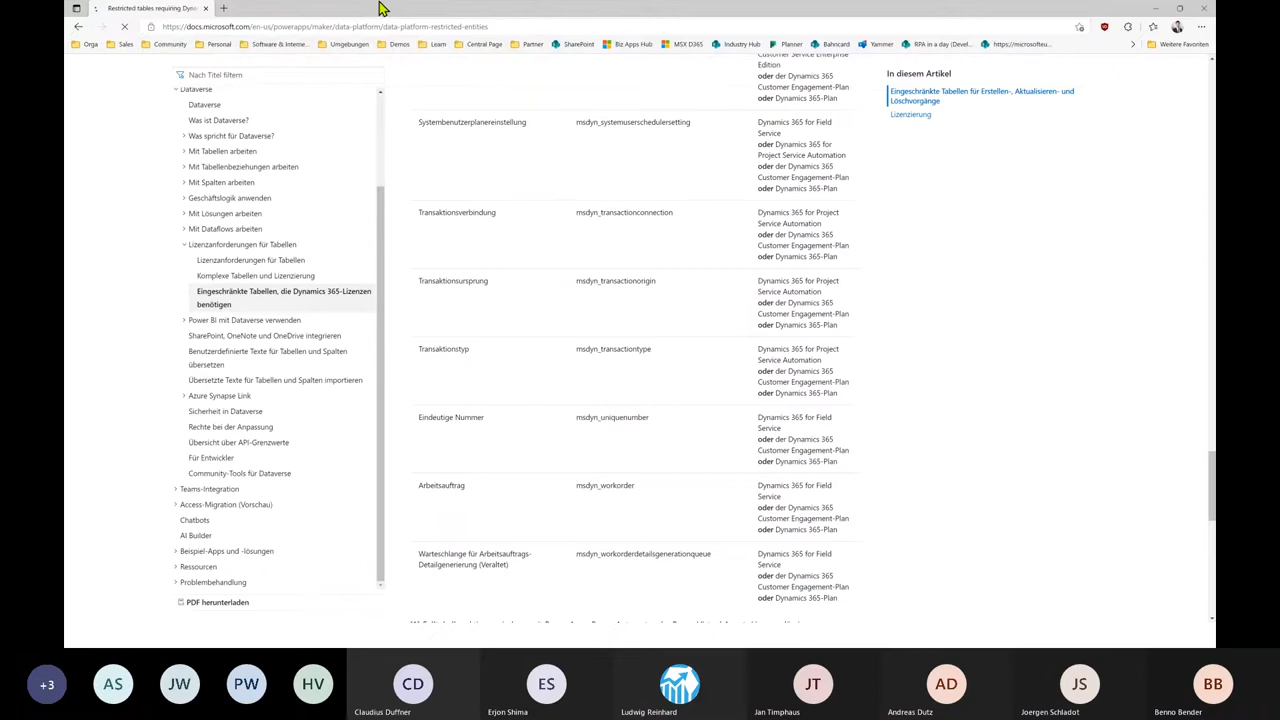 Restricted tables requiring Dyna
https://docs.microsoft.com/en-us/powerapps/maker/data-platform/data-platform-restricted-entities
Orga
Sales
Community
Personal
Software & Interne...
Umgebungen
Demos
Learn
Central Page
Partner
SharePoint
Biz Apps Hub
MSX D365
Industry Hub
Planner
Bahncard
Yammer
RPA in a day (Devel...
https://microsofteu...
Weitere Favoriten
Nach Titel filtern
Dataverse
Dataverse
Was ist Dataverse?
Was spricht für Dataverse?
Mit Tabellen arbeiten
Mit Tabellenbeziehungen arbeiten
Mit Spalten arbeiten
Geschäftslogik anwenden
Mit Lösungen arbeiten
Mit Dataflows arbeiten
Lizenzanforderungen für Tabellen
Lizenzanforderungen für Tabellen
Komplexe Tabellen und Lizenzierung
Eingeschränkte Tabellen, die Dynamics 365-Lizenzen
benötigen
Power BI mit Dataverse verwenden
SharePoint, OneNote und OneDrive integrieren
Benutzerdefinierte Texte für Tabellen und Spalten
übersetzen
Übersetzte Texte für Tabellen und Spalten importieren
Azure Synapse Link
Sicherheit in Dataverse
Rechte bei der Anpassung
Übersicht über API-Grenzwerte
Für Entwickler
Community-Tools für Dataverse
Teams-Integration
Access-Migration (Vorschau)
Chatbots
AI Builder
Beispiel-Apps und -lösungen
Ressourcen
Problembehandlung
PDF herunterladen
Customer Service Enterprise
Edition
oder die Dynamics 365
Customer Engagement-Plan
oder Dynamics 365-Plan
Systembenutzerplanereinstellung
msdyn_systemuserschedulersetting
Dynamics 365 for Field
Service
oder Dynamics 365 for
Project Service Automation
oder der Dynamics 365
Customer Engagement-Plan
oder Dynamics 365-Plan
Transaktionsverbindung
msdyn_transactionconnection
Dynamics 365 for Project
Service Automation
oder der Dynamics 365
Customer Engagement-Plan
oder Dynamics 365-Plan
Transaktionsursprung
msdyn_transactionorigin
Dynamics 365 for Project
Service Automation
oder die Dynamics 365
Customer Engagement-Plan
oder Dynamics 365-Plan
Transaktionstyp
msdyn_transactiontype
Dynamics 365 for Project
Service Automation
oder die Dynamics 365
Customer Engagement-Plan
oder Dynamics 365-Plan
Eindeutige Nummer
msdyn_uniquenumber
Dynamics 365 for Field
Service
oder die Dynamics 365
Customer Engagement-Plan
oder Dynamics 365-Plan
Arbeitsauftrag
msdyn_workorder
Dynamics 365 for Field
Service
oder die Dynamics 365
Customer Engagement-Plan
oder Dynamics 365-Plan
Warteschlange für Arbeitsauftrags-
Detailgenerierung (Veraltet)
msdyn_workorderdetailsgenerationqueue
Dynamics 365 for Field
Service
oder die Dynamics 365
Customer Engagement-Plan
oder Dynamics 365-Plan
In diesem Artikel
Eingeschränkte Tabellen für Erstellen-, Aktualisieren- und
Löschvorgänge
Lizenzierung
+3
AS
JW
PW
HV
CD
Claudius Duffner
ES
Erjon Shima
Ludwig Reinhard
JT
Jan Timphaus
AD
Andreas Dutz
JS
Joergen Schladot
BB
Benno Bender